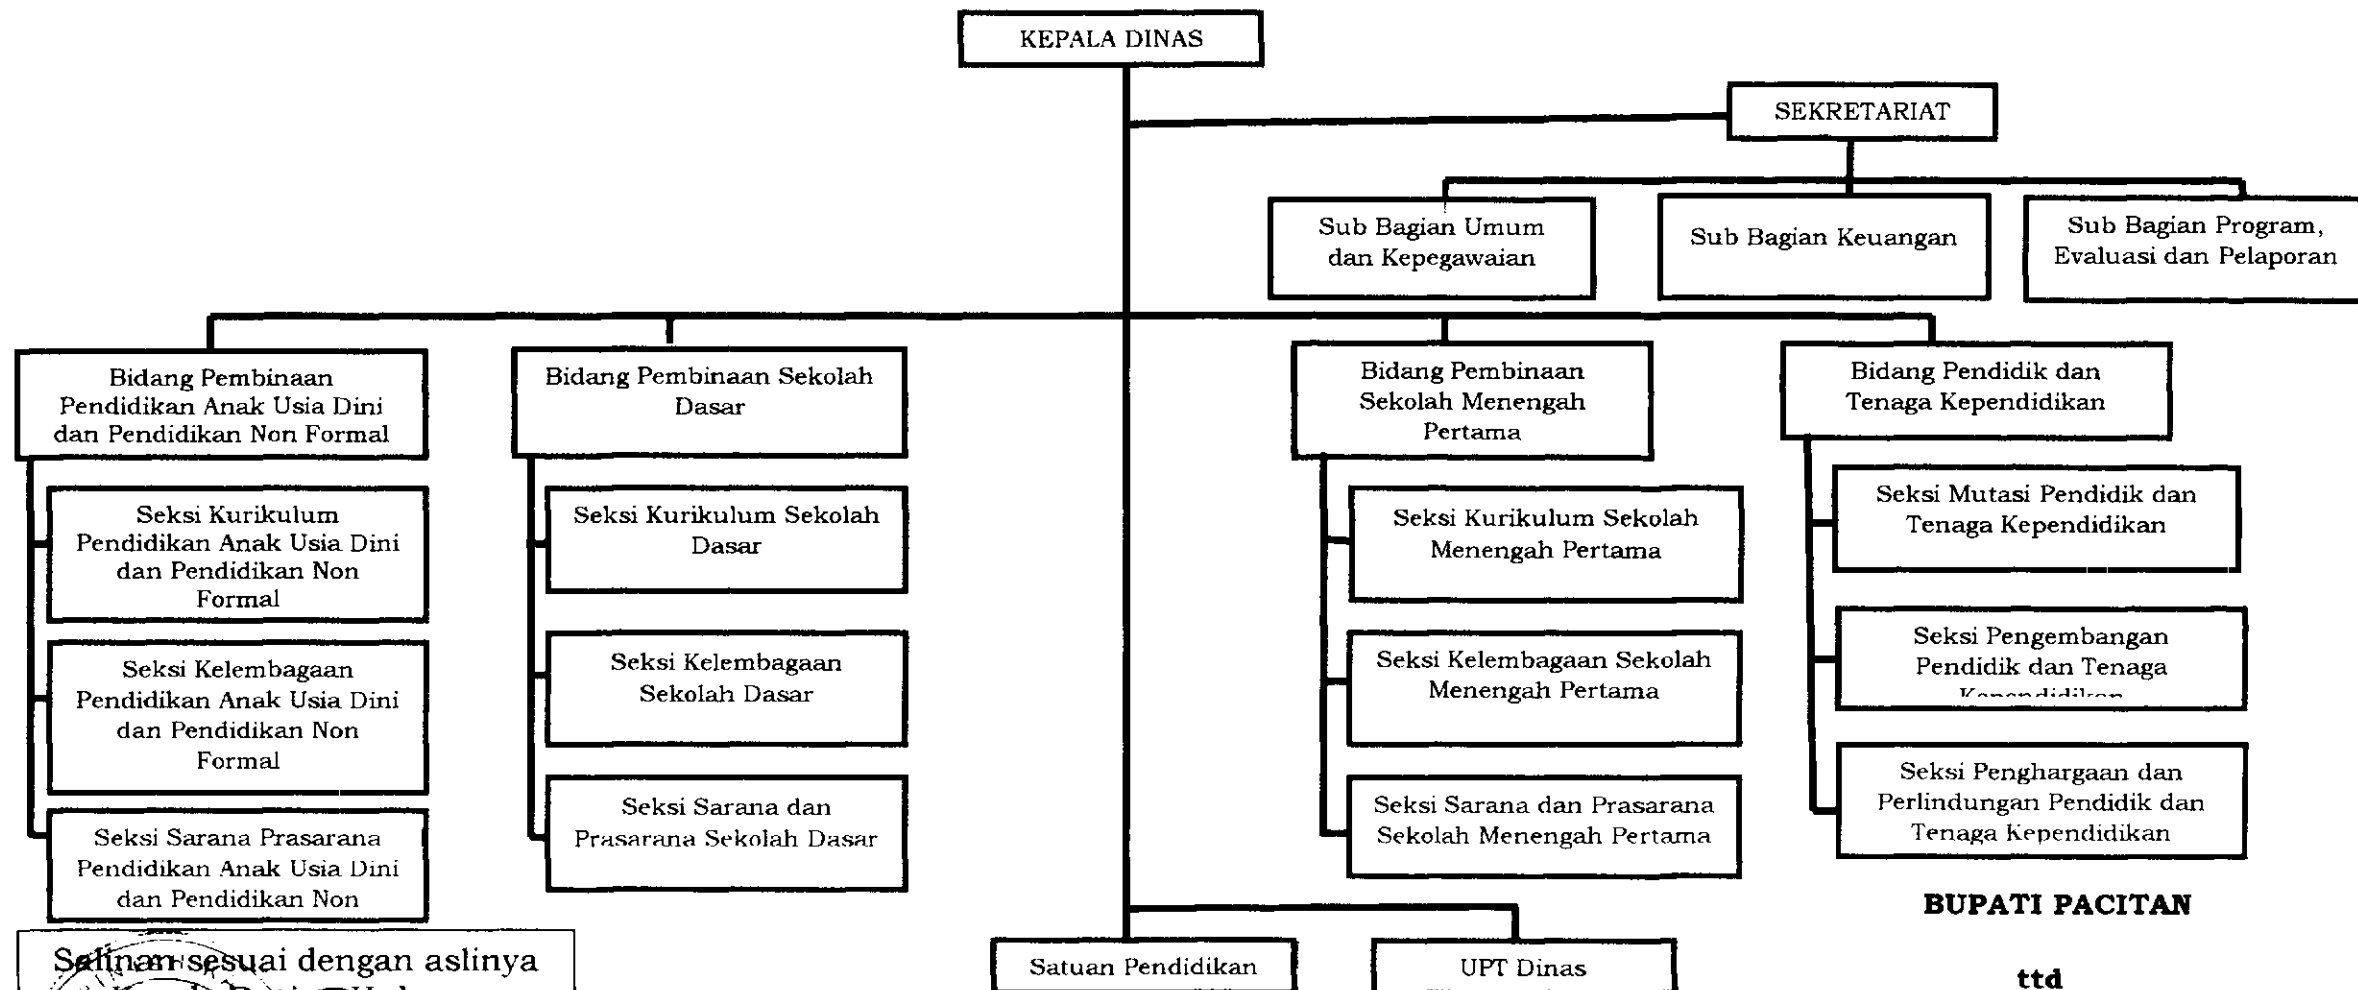 KEPALA DINAS
SEKRETARIAT
Sub Bagian Umum
dan Kepegawaian
Sub Bagian Keuangan
Sub Bagian Program,
Evaluasi dan Pelaporan
Bidang Pembinaan
Pendidikan Anak Usia Dini
dan Pendidikan Non Formal
Seksi Kurikulum
Pendidikan Anak Usia Dini
dan Pendidikan Non
Formal
Seksi Kelembagaan
Pendidikan Anak Usia Dini
dan Pendidikan Non
Formal
Seksi Sarana Prasarana
Pendidikan Anak Usia Dini
dan Pendidikan Non
Bidang Pembinaan Sekolah
Dasar
Seksi Kurikulum Sekolah
Dasar
Seksi Kelembagaan
Sekolah Dasar
Seksi Sarana dan
Prasarana Sekolah Dasar
Bidang Pembinaan
Sekolah Menengah
Pertama
Seksi Kurikulum Sekolah
Menengah Pertama
Seksi Kelembagaan Sekolah
Menengah Pertama
Seksi Sarana dan Prasarana
Sekolah Menengah Pertama
Bidang Pendidik dan
Tenaga Kependidikan
Seksi Mutasi Pendidik dan
Tenaga Kependidikan
Seksi Pengembangan
Pendidik dan Tenaga
Seksi Penghargaan dan
Perlindungan Pendidik dan
Tenaga Kependidikan
Satuan Pendidikan
UPT Dinas
BUPATI PACITAN
ttd
Salinan sesuai dengan aslinya